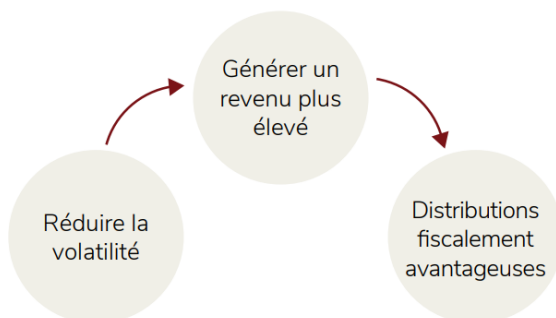 Générer un
revenu plus
élevé
Réduire la
volatilité
Distributions
fiscalement
avantageuses